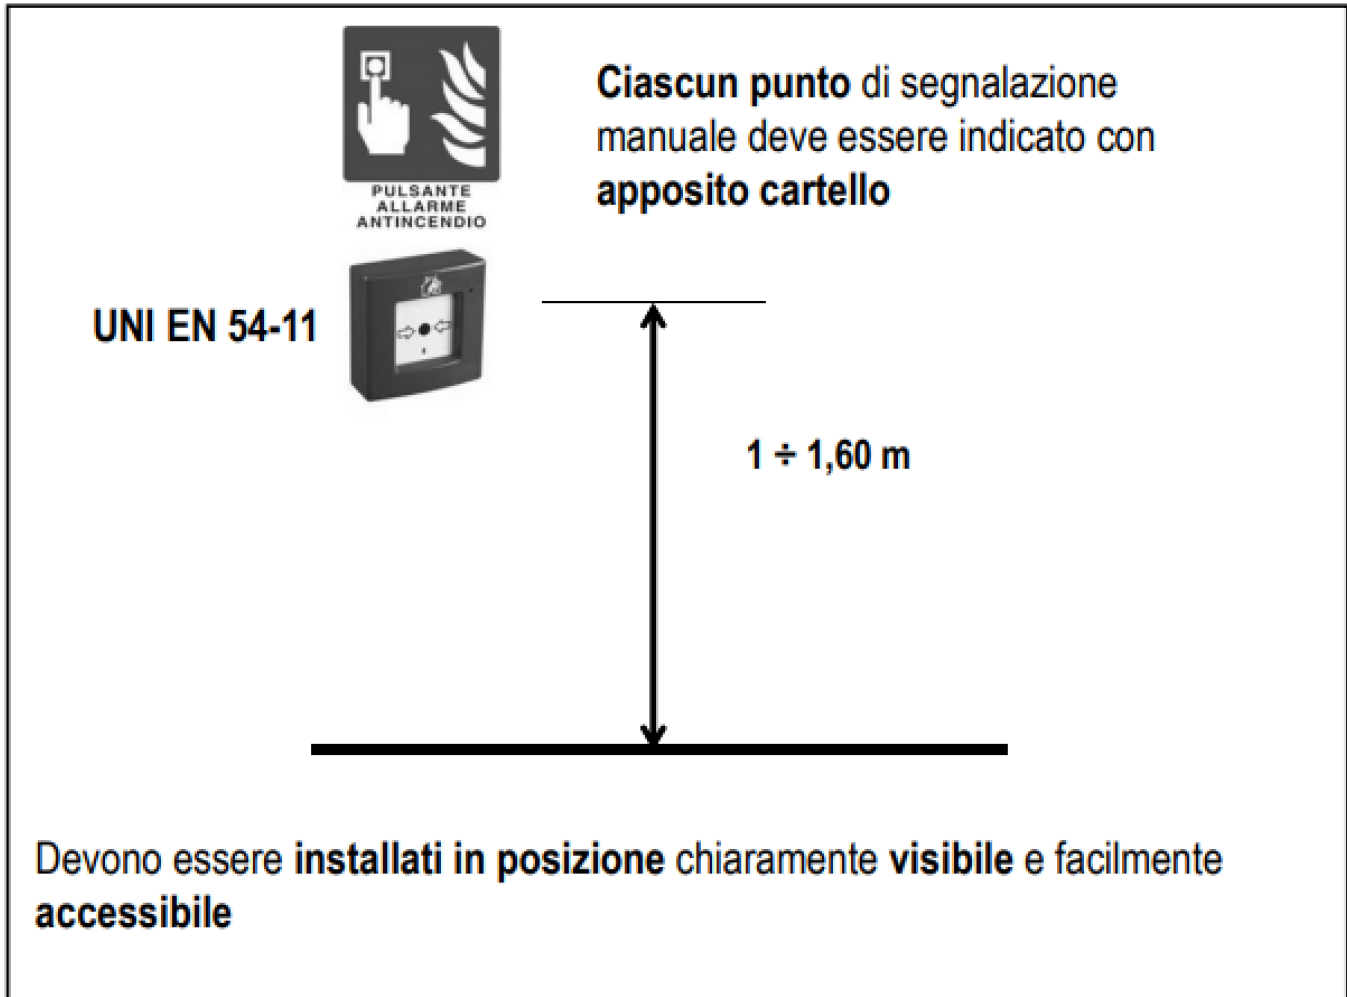 PULSANTE
ALLARME
ANTINCENDIO
Ciascun punto di segnalazione
manuale deve essere indicato con
apposito cartello
UNI EN 54-11
1 ÷ 1,60 m
Devono essere installati in posizione chiaramente visibile e facilmente
accessibile